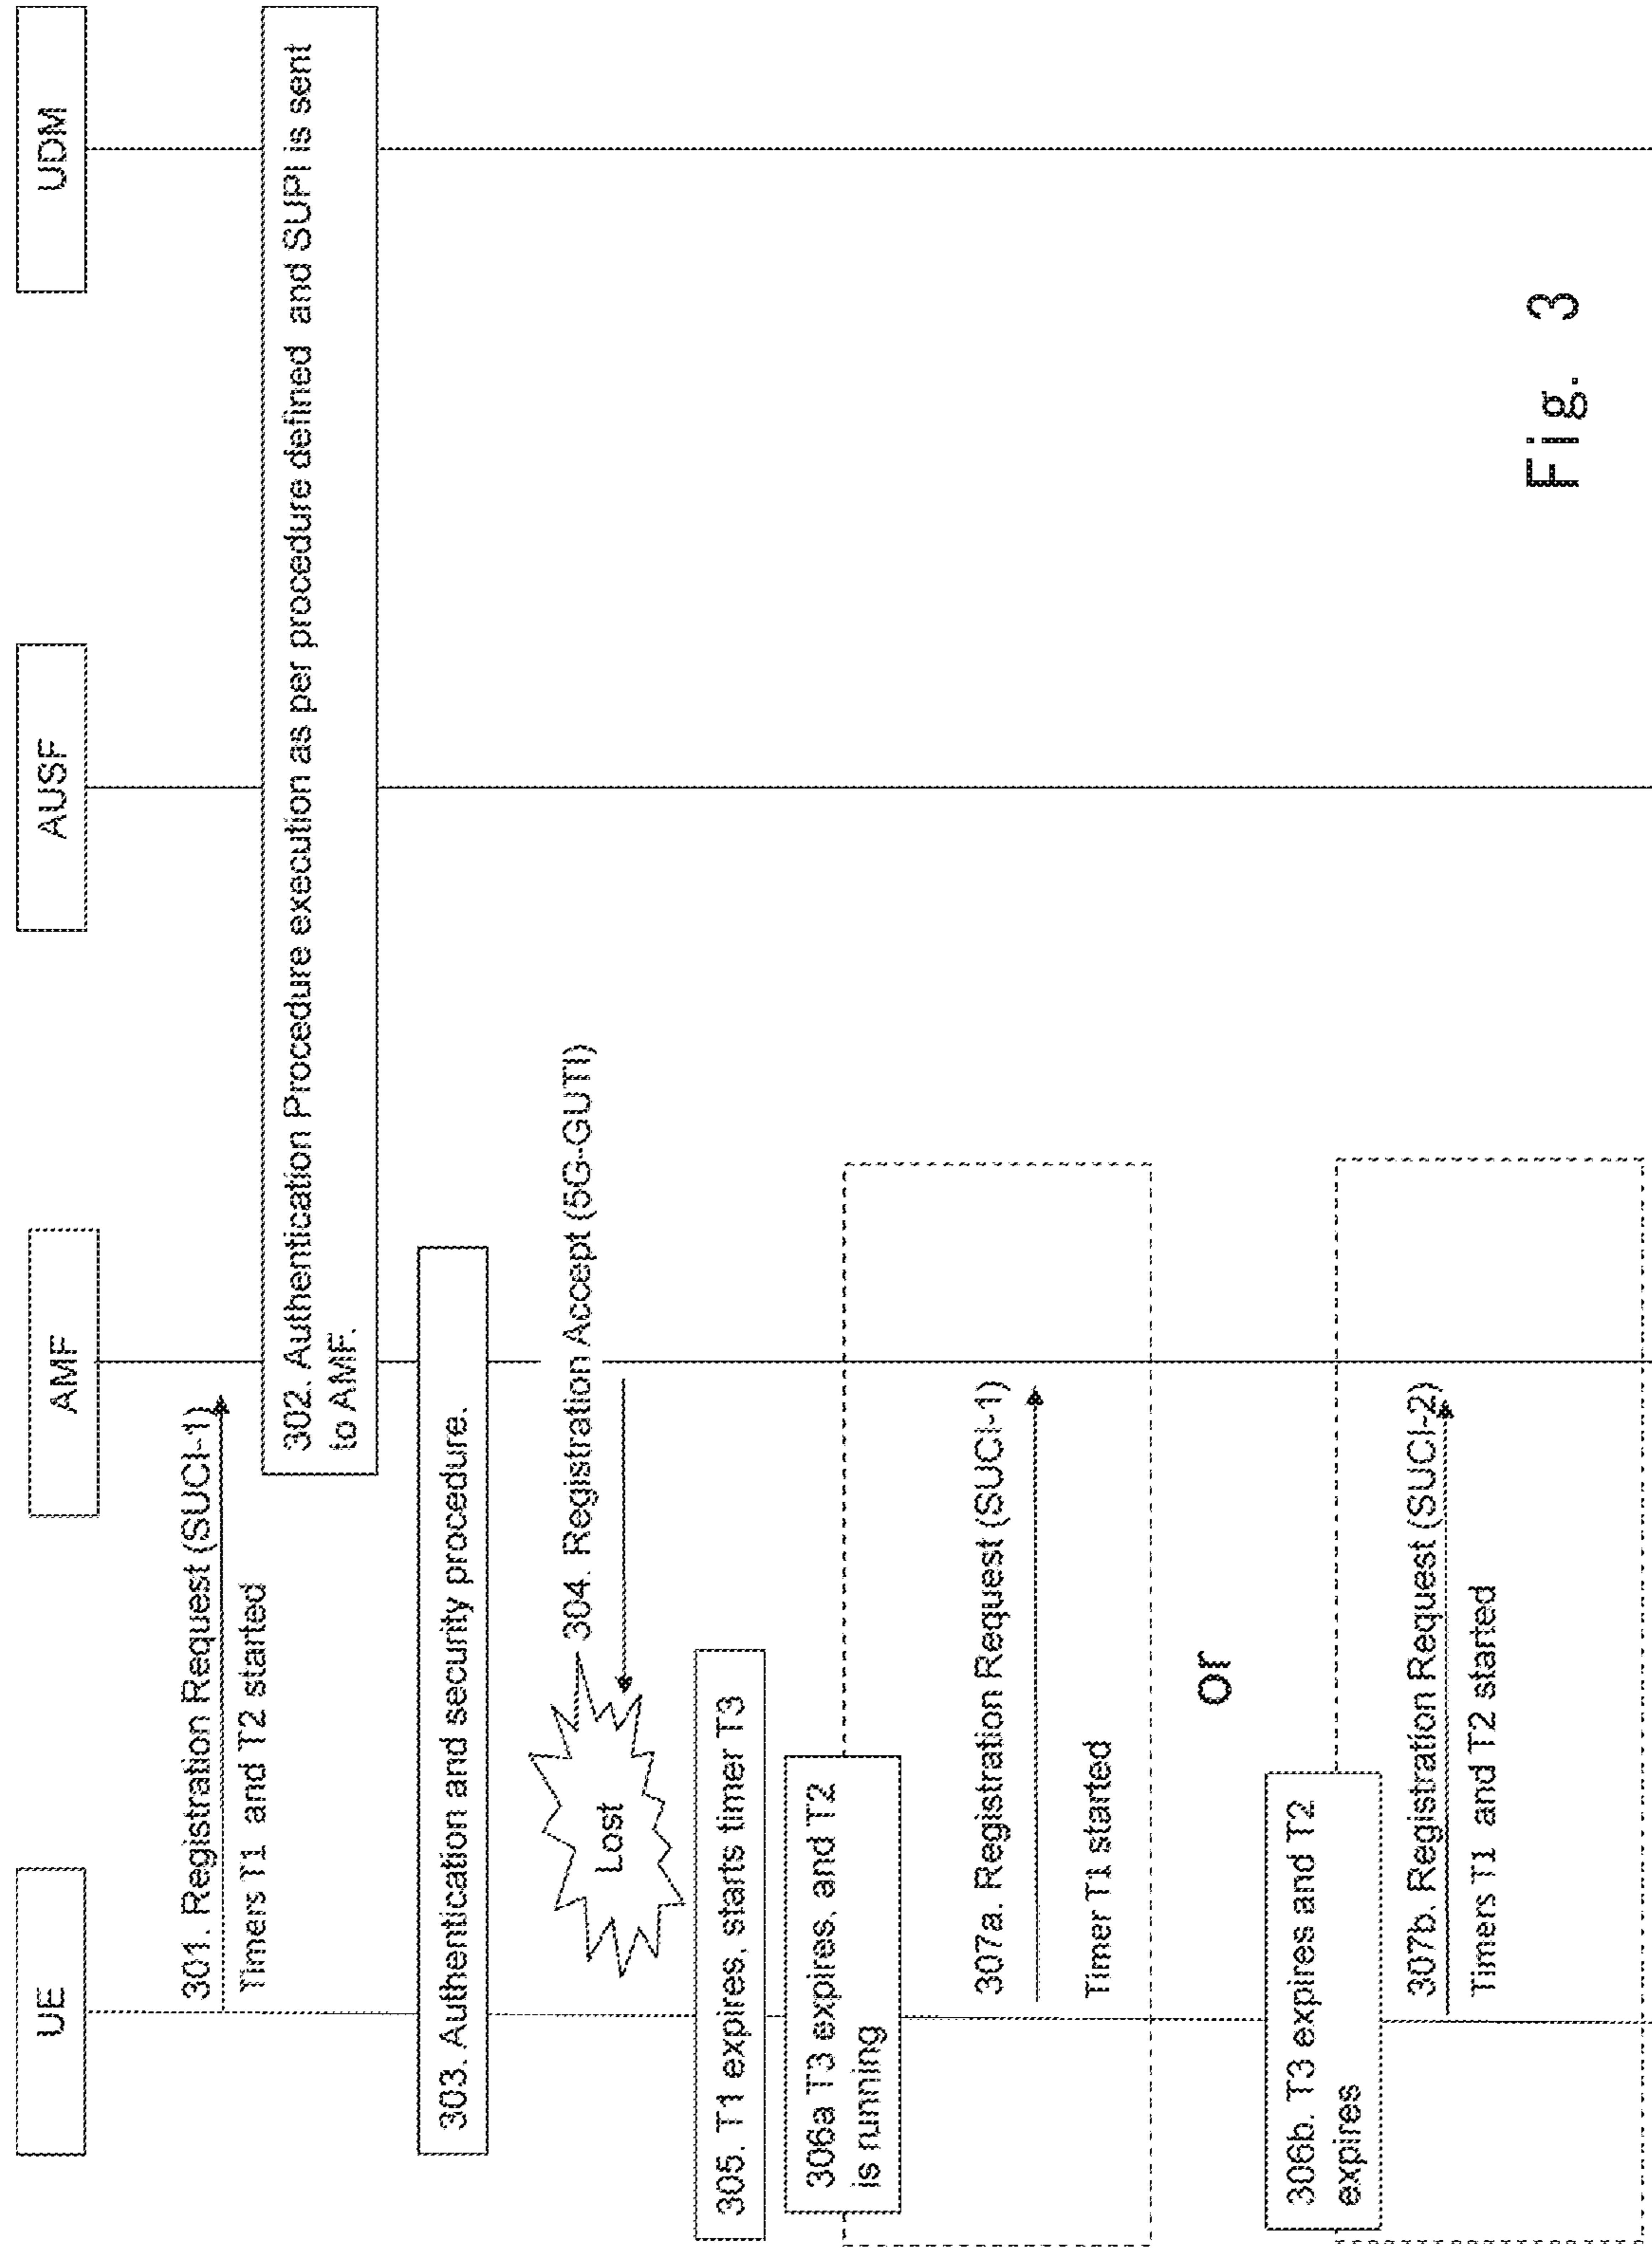 UE
AMF
AUSF
UDM
301. Registration Request (SUCI-1)
Timers T1 and T2 started
302. Authentication Procedure execution as per procedure defined and SUPI is sent
to AMF.
303. Authentication and security procedure.
304. Registration Accept (5G-GUTI)
Lost
305. T1 expires, starts timer T3
306a T3 expires, and T2
is running
307a. Registration Request (SUCI-1)
Timer T1 started
or
306b. T3 expires and T2
expires
307b. Registration Request (SUCI-2)
Timers T1 and T2 started
Fig. 3